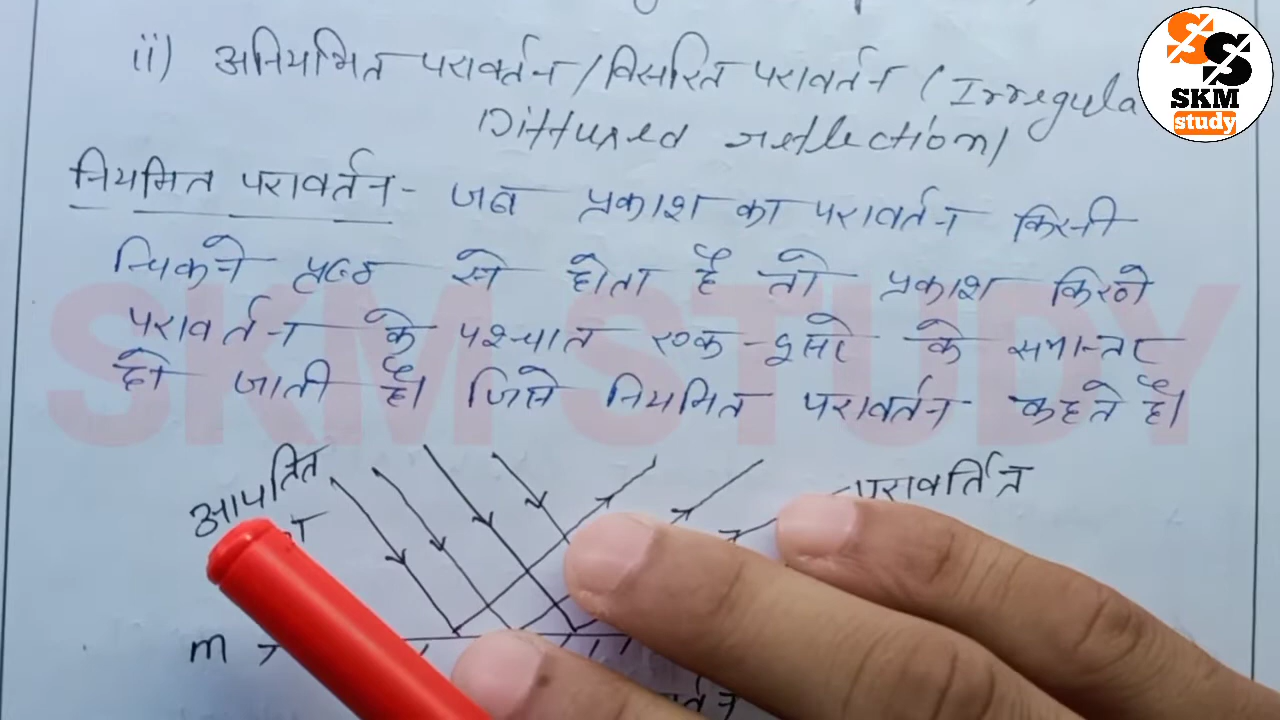 ii) अनियमित परावर्तन/विसरित परावर्तन (Irregula
Diffused reflection)
नियमित परावर्तन- जब प्रकाश का परावर्तन किसी
चिकने पृष्ठ से होता है तो प्रकाश किरणे
परावर्तन के पश्चात एक-दूसरे के समान्तर
हो जाती है। जिसे नियमित परावर्तन कहते है।
आपतित
परावर्तित
m
SKM STUDY
SKM
study